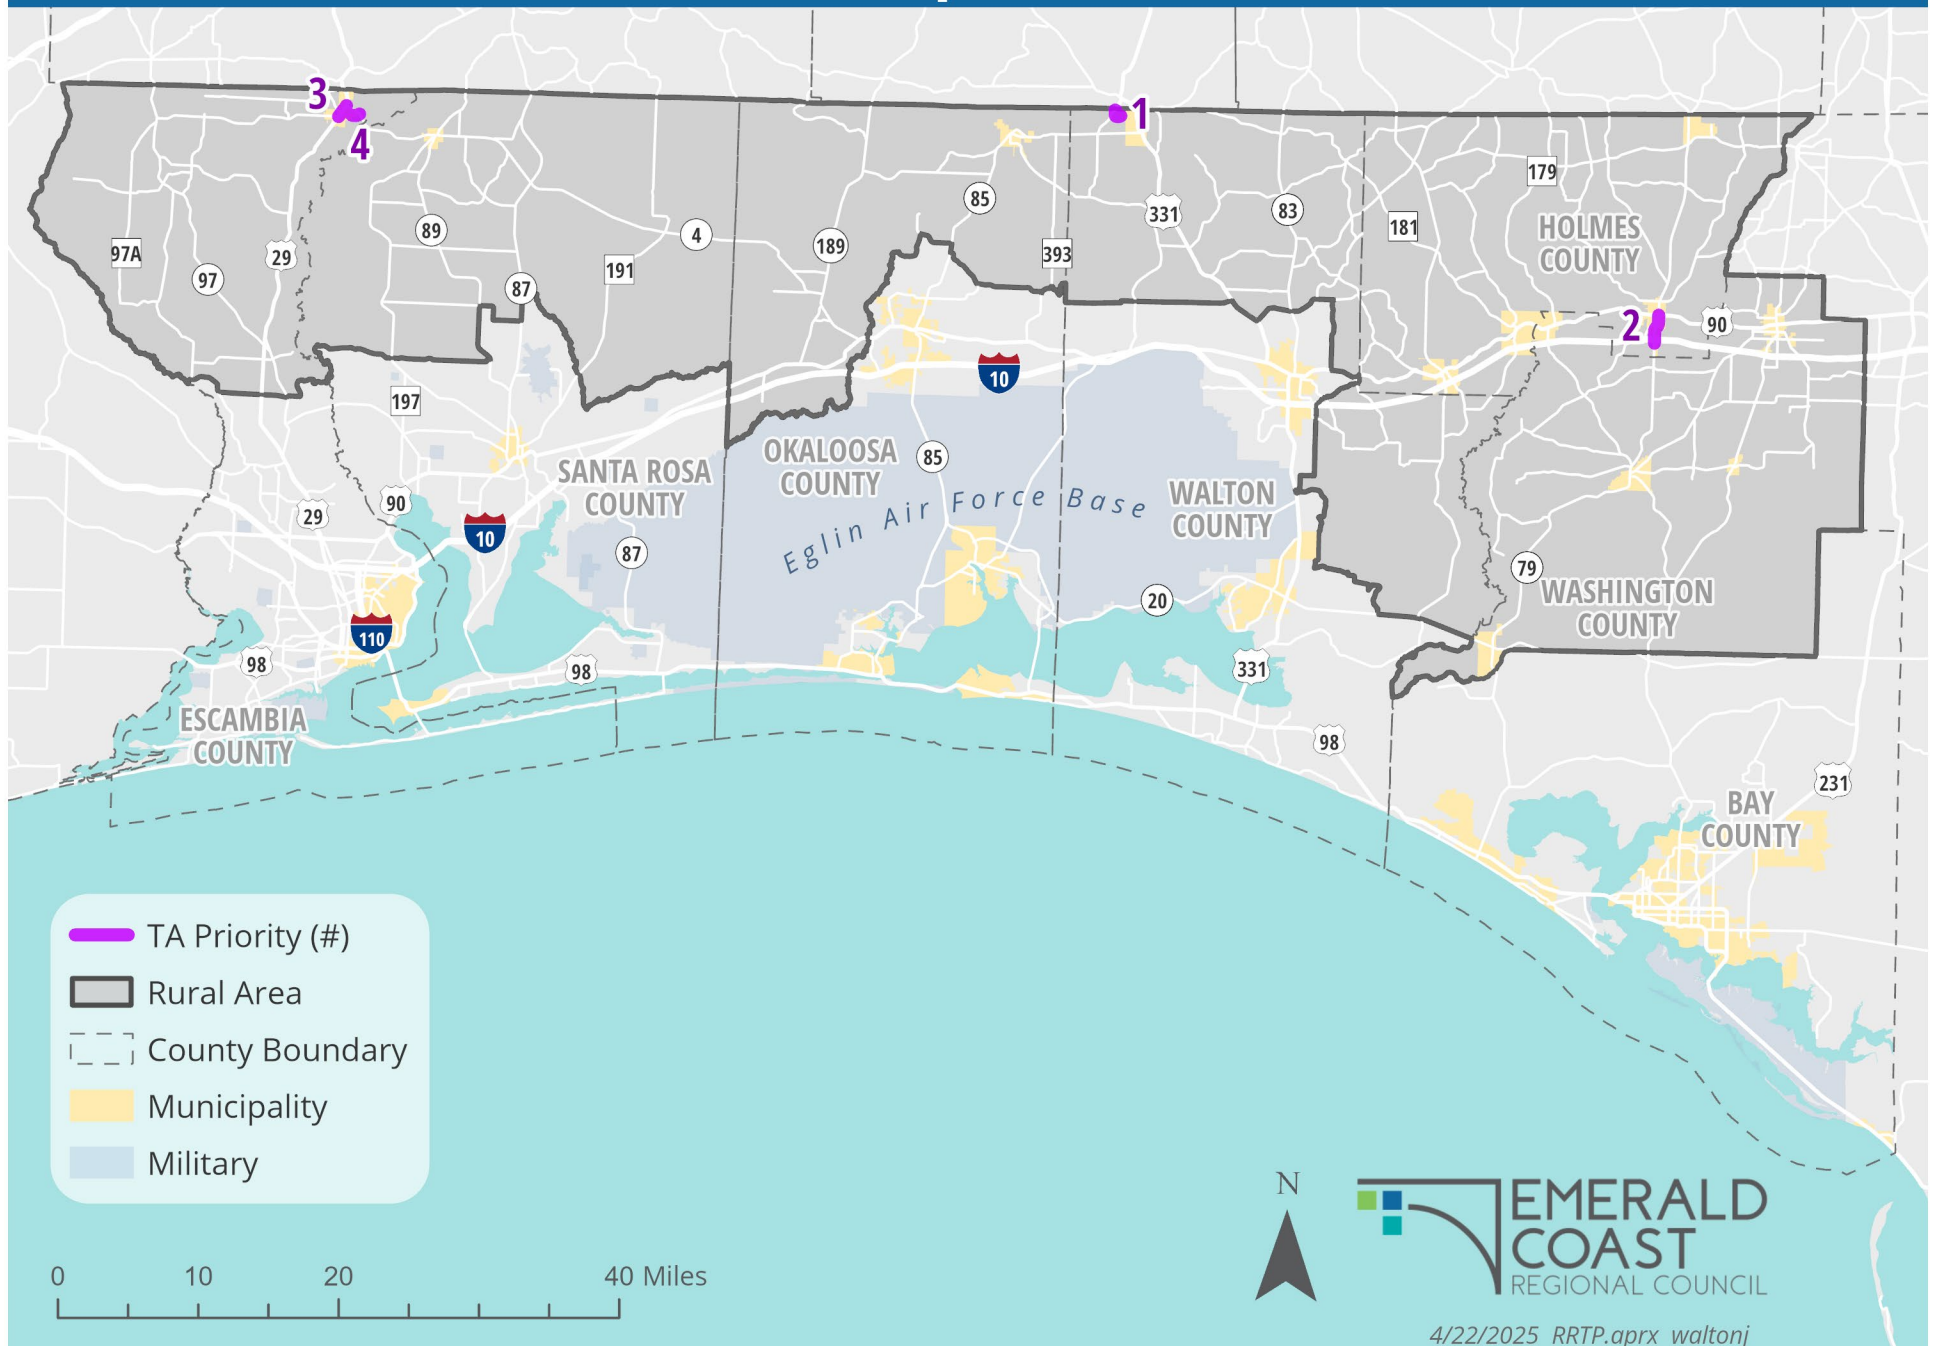 3
1
4
179
85
331
83
181
HOLMES
COUNTY
89
4
189
97A
29
393
191
97
87
2
90
10
197
OKALOOSA
COUNTY
85
SANTA ROSA
COUNTY
WALTON
COUNTY
Eglin Air Force Base
29
90
10
87
79
20
WASHINGTON
COUNTY
110
98
98
331
ESCAMBIA
COUNTY
98
231
BAY
COUNTY
TA Priority (#)
Rural Area
County Boundary
Municipality
Military
N
EMERALD
COAST
REGIONAL COUNCIL
0 10 20 40 Miles
4/22/2025 RRTP.aprx waltonj